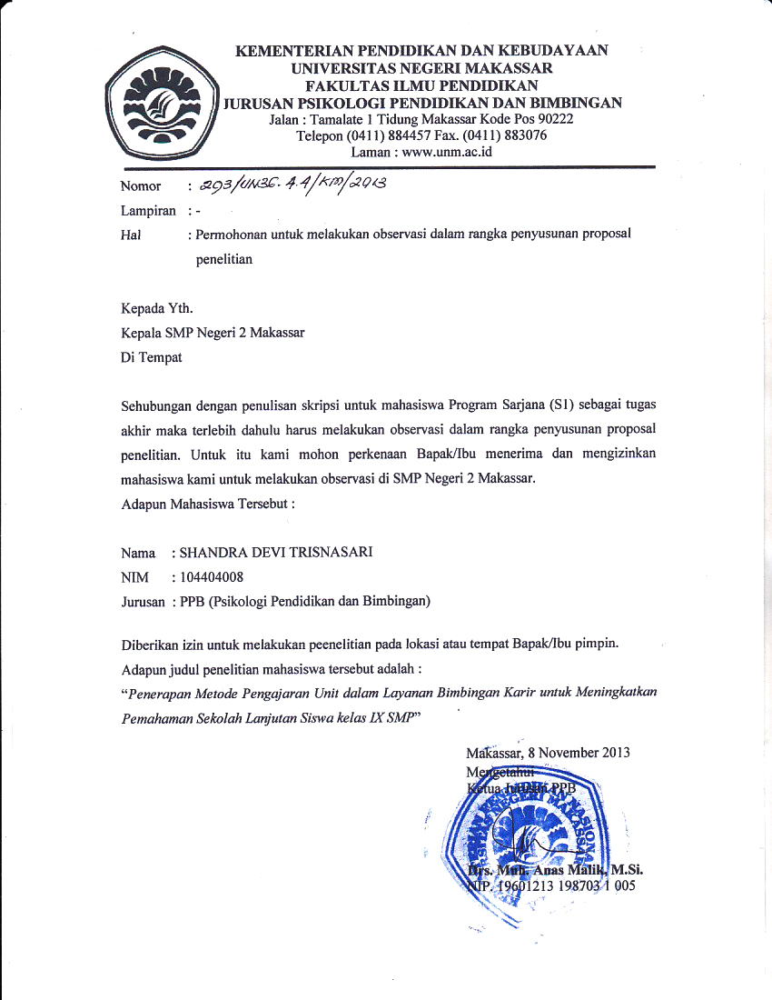 KEMENTERIAN PENDIDIKAN DAN KEBUDAYAAN
UNIVERSITAS NEGERI MAKASSAR
FAKULTAS ILMU PENDIDIKAN
JURUSAN PSIKOLOGI PENDIDIKAN DAN BIMBINGAN
Jalan : Tamalate 1 Tidung Makassar Kode Pos 90222
Telepon (0411) 884457 Fax. (0411) 883076
Laman : www.unm.ac.id
Nomor : 293/UN36.4.4/KM/2013
Lampiran : -
Hal : Permohonan untuk melakukan observasi dalam rangka penyusunan proposal
penelitian
Kepada Yth.
Kepala SMP Negeri 2 Makassar
Di Tempat
Sehubungan dengan penulisan skripsi untuk mahasiswa Program Sarjana (S1) sebagai tugas
akhir maka terlebih dahulu harus melakukan observasi dalam rangka penyusunan proposal
penelitian. Untuk itu kami mohon perkenaan Bapak/Ibu menerima dan mengizinkan
mahasiswa kami untuk melakukan observasi di SMP Negeri 2 Makassar.
Adapun Mahasiswa Tersebut :
Nama : SHANDRA DEVI TRISNASARI
NIM : 104404008
Jurusan : PPB (Psikologi Pendidikan dan Bimbingan)
Diberikan izin untuk melakukan peenelitian pada lokasi atau tempat Bapak/Ibu pimpin.
Adapun judul penelitian mahasiswa tersebut adalah :
“Penerapan Metode Pengajaran Unit dalam Layanan Bimbingan Karir untuk Meningkatkan
Pemahaman Sekolah Lanjutan Siswa kelas IX SMP”
Makassar, 8 November 2013
Mengetahui
Ketua Jurusan PPB
Drs. Muh. Anas Malik, M.Si.
NIP. 19601213 198703 1 005